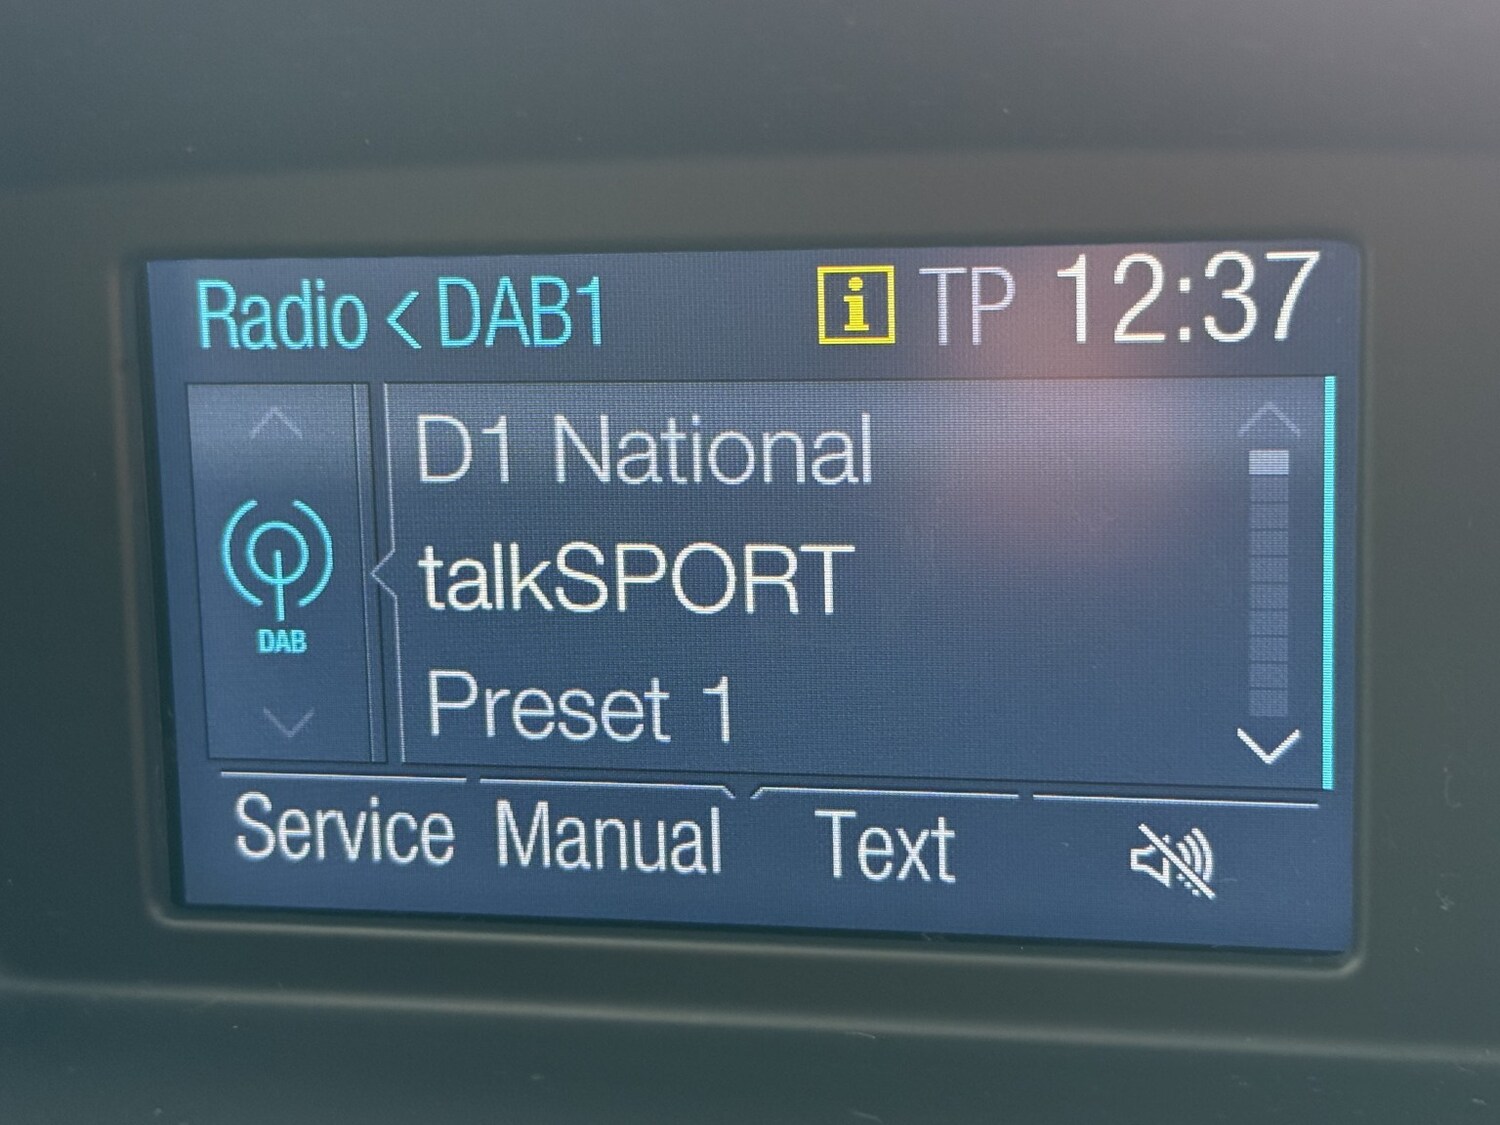 Radio < DAB1 i TP 12:37
D1 National
DAB
talkSPORT
Preset 1
Service Manual Text